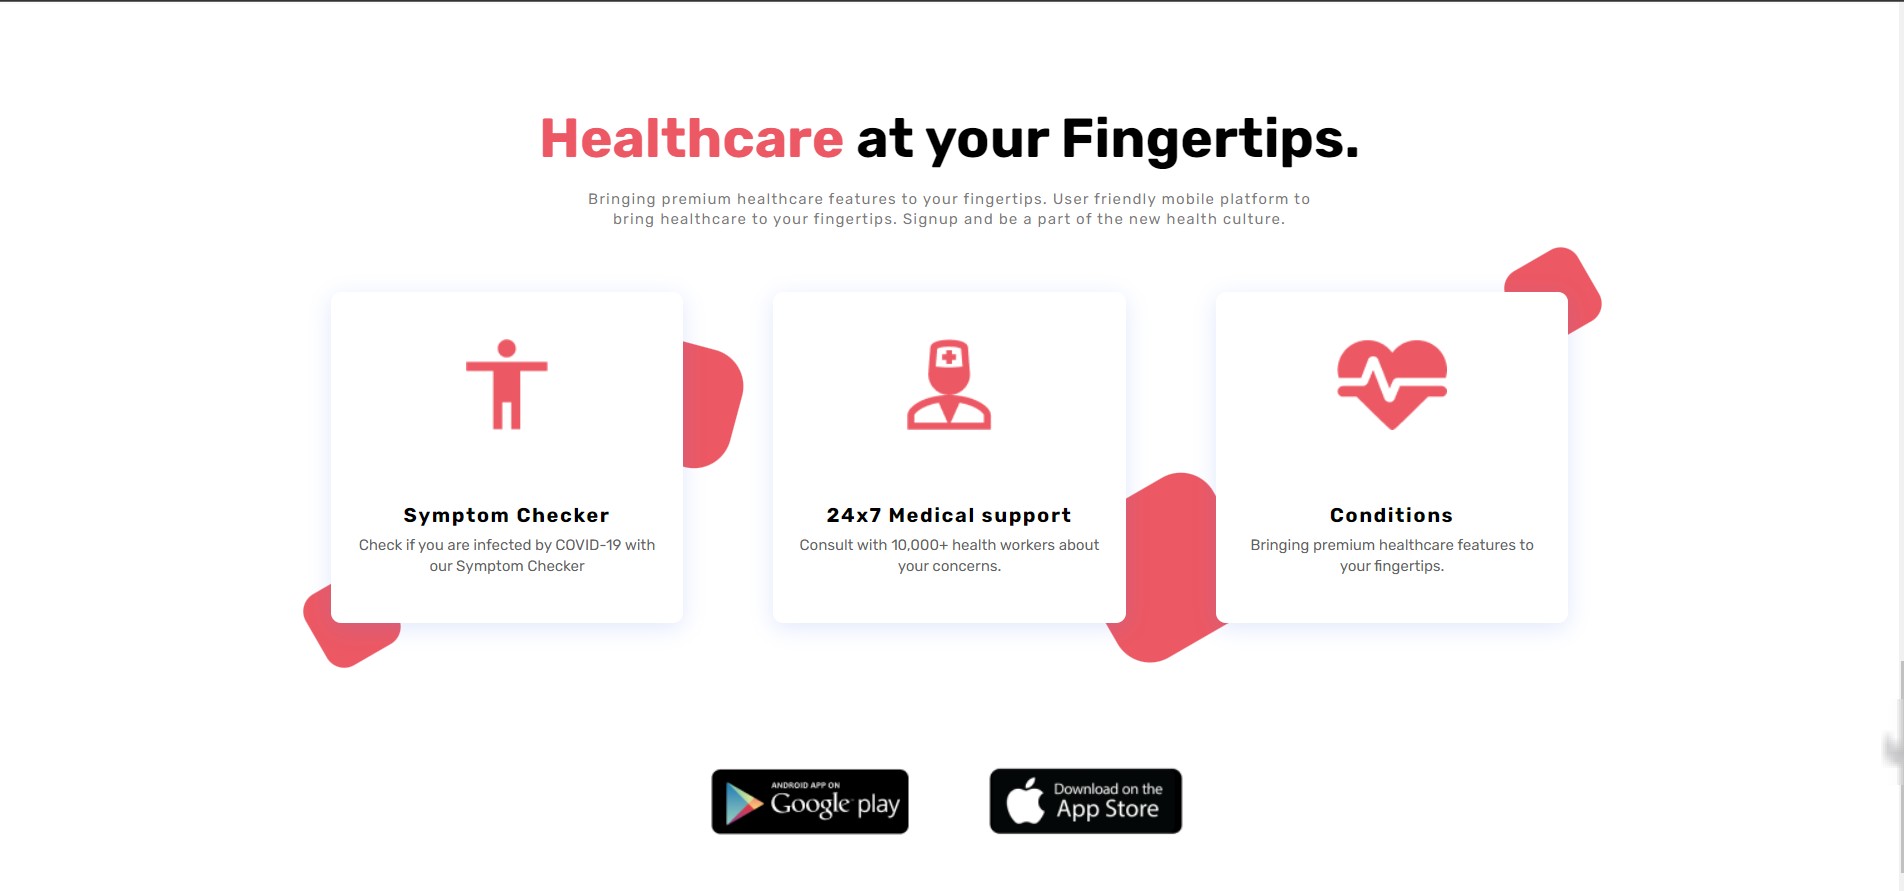 Healthcare at your Fingertips.
Bringing premium healthcare features to your fingertips. User friendly mobile platform to
bring healthcare to your fingertips. Signup and be a part of the new health culture.
Symptom Checker
Check if you are infected by COVID-19 with
our Symptom Checker
24x7 Medical support
Consult with 10,000+ health workers about
your concerns.
Conditions
Bringing premium healthcare features to
your fingertips.
ANDROID APP ON
Google play
Download on the
App Store